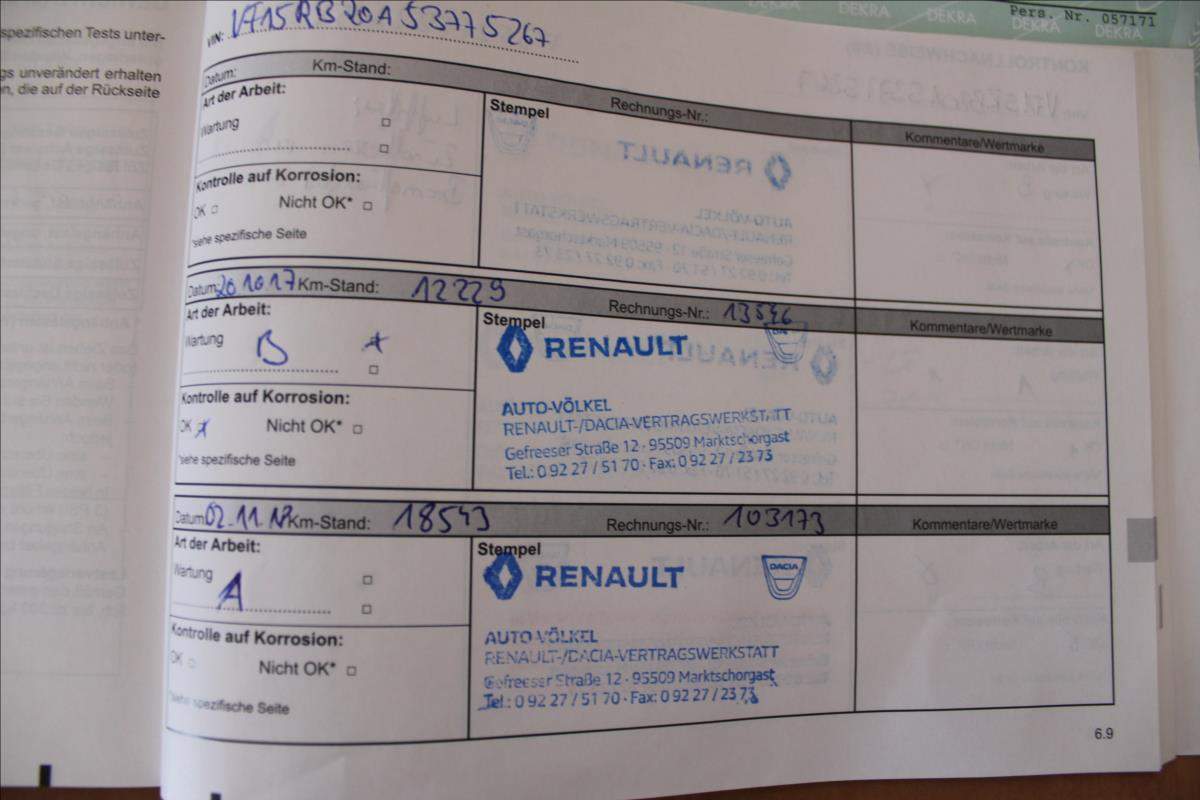 DEKRA DEKRA DEKRA
Pers. Nr. 057171
spezifischen Tests unter-
gs unverändert erhalten
n, die auf der Rückseite
VIN: VF15RB20A53775267
Datum: Km-Stand: Rechnungs-Nr.:
Art der Arbeit:
Wartung
Stempel
Kommentare/Wertmarke
Kontrolle auf Korrosion:
OK Nicht OK*
*siehe spezifische Seite
Datum: 20.10.17 Km-Stand: 12229 Rechnungs-Nr.: 13546
Art der Arbeit:
Wartung B
Stempel
Kommentare/Wertmarke
RENAULT
AUTO-VÖLKEL
RENAULT-/DACIA-VERTRAGSWERKSTATT
Gefreeser Straße 12 · 95509 Marktschorgast
Tel.: 0 92 27 / 51 70 · Fax: 0 92 27 / 23 73
Kontrolle auf Korrosion:
OK x Nicht OK*
*siehe spezifische Seite
Datum: 02.11.18 Km-Stand: 18543 Rechnungs-Nr.: 103173
Art der Arbeit:
Wartung A
Stempel
Kommentare/Wertmarke
RENAULT
DACIA
AUTO-VÖLKEL
RENAULT-/DACIA-VERTRAGSWERKSTATT
Gefreeser Straße 12 · 95509 Marktschorgast
Tel.: 0 92 27 / 51 70 · Fax: 0 92 27 / 23 73
Kontrolle auf Korrosion:
OK Nicht OK*
*siehe spezifische Seite
6.9